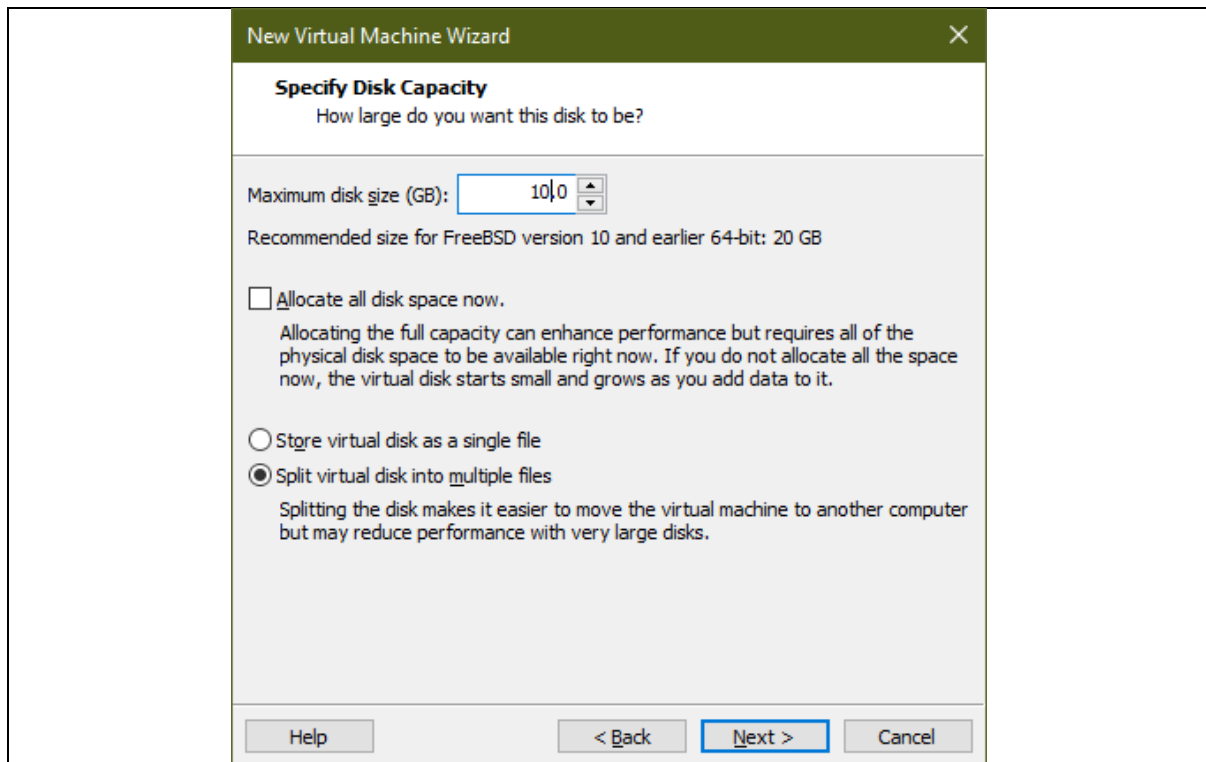 New Virtual Machine Wizard
Specify Disk Capacity
How large do you want this disk to be?
Maximum disk size (GB): 10.0
Recommended size for FreeBSD version 10 and earlier 64-bit: 20 GB
Allocate all disk space now.
Allocating the full capacity can enhance performance but requires all of the
physical disk space to be available right now. If you do not allocate all the space
now, the virtual disk starts small and grows as you add data to it.
Store virtual disk as a single file
Split virtual disk into multiple files
Splitting the disk makes it easier to move the virtual machine to another computer
but may reduce performance with very large disks.
Help < Back Next > Cancel